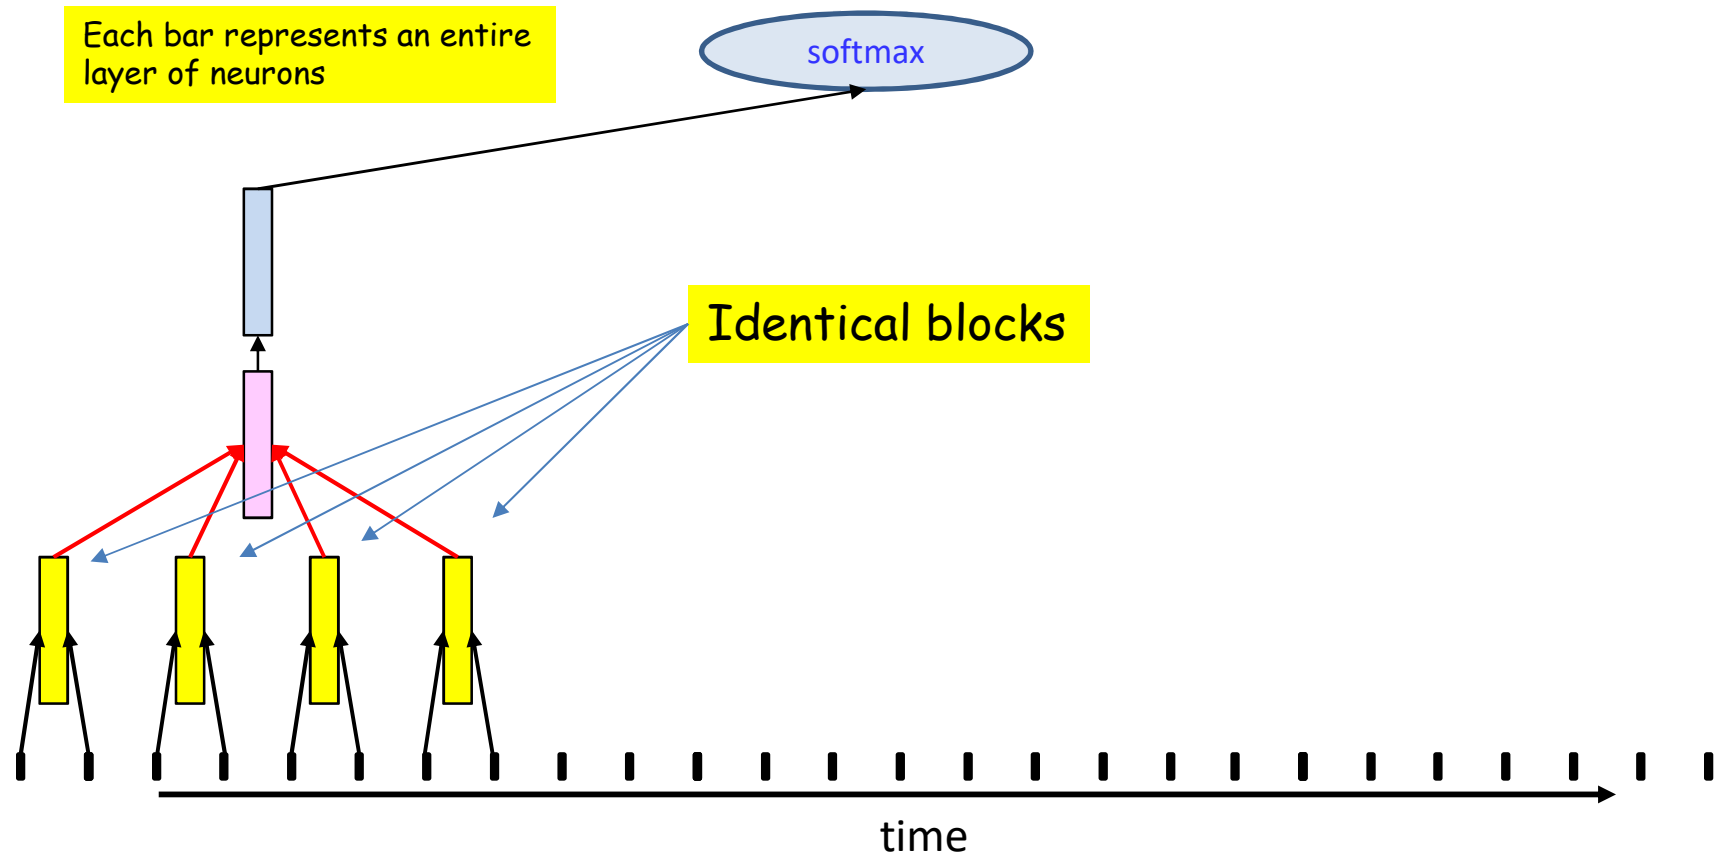 Each bar represents an entire
layer of neurons
softmax
Identical blocks
time